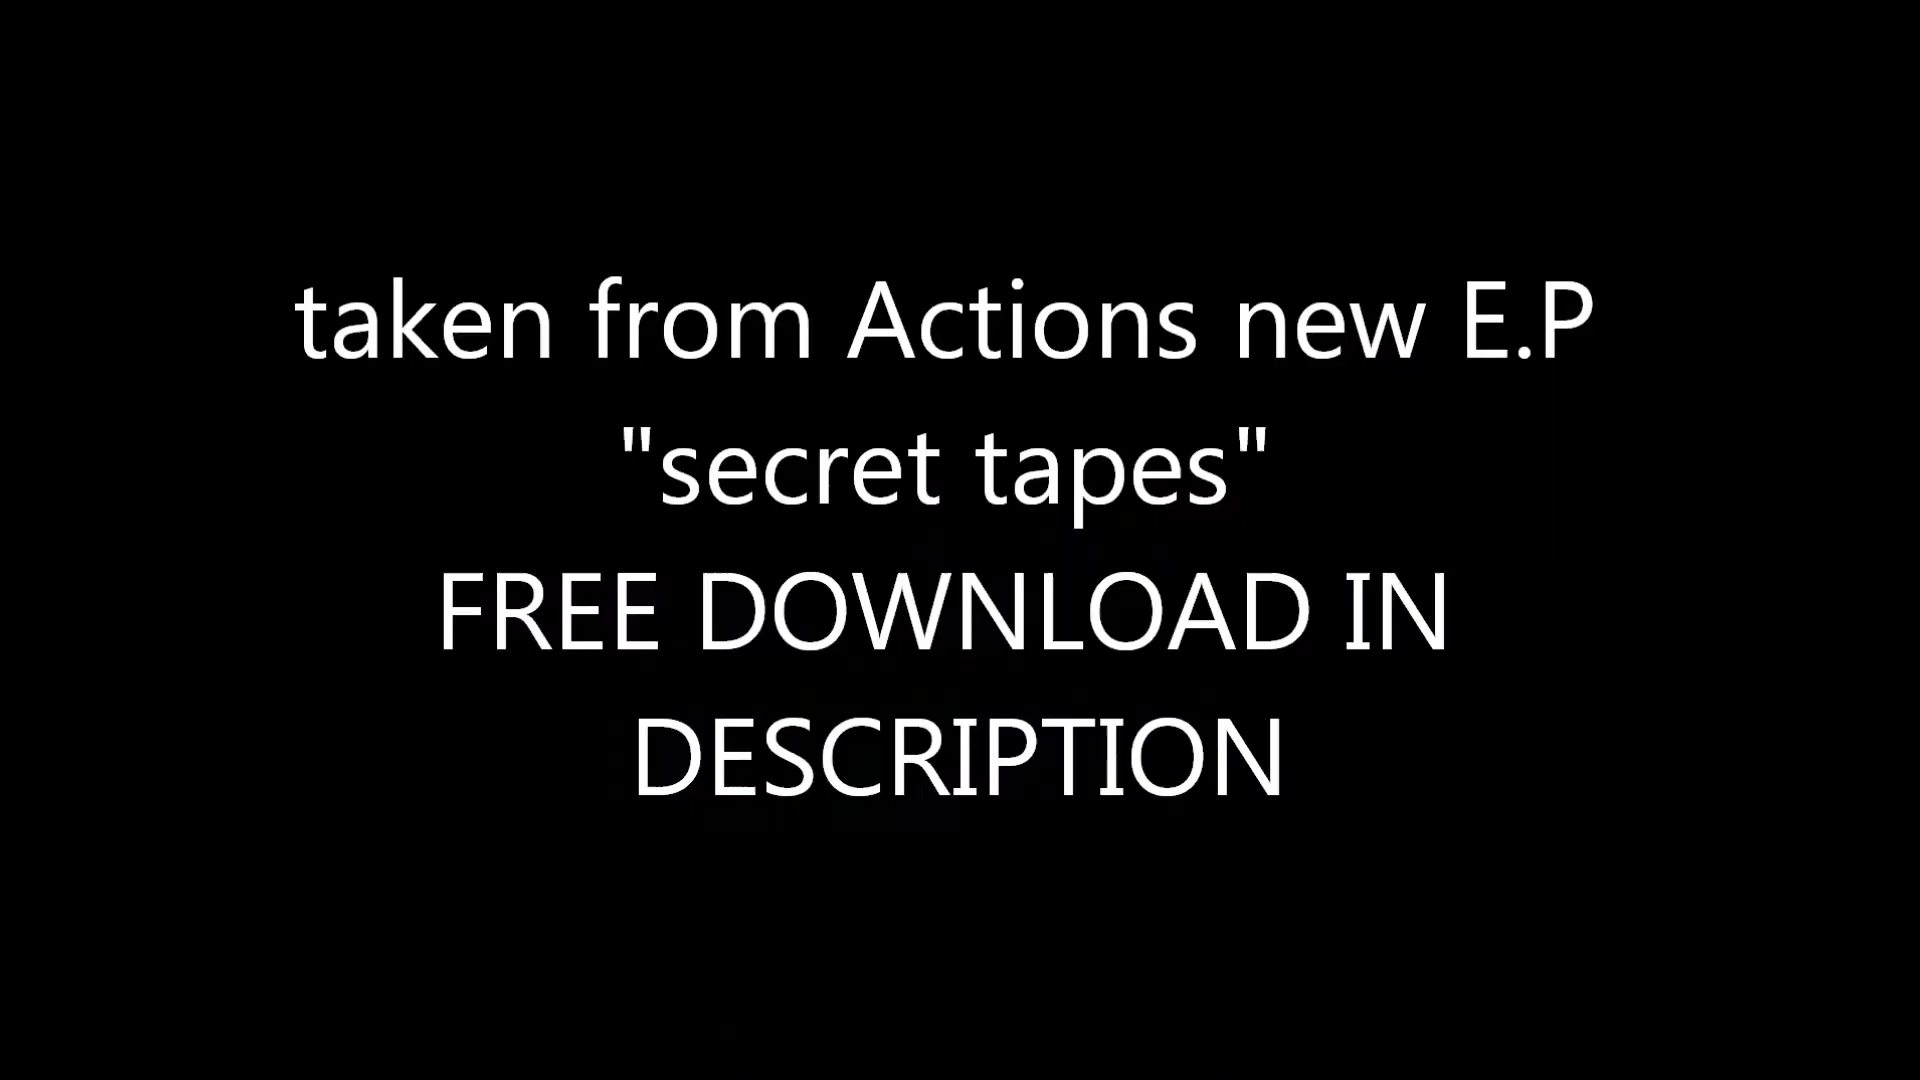 taken from Actions new E.P
"secret tapes"
FREE DOWNLOAD IN
DESCRIPTION